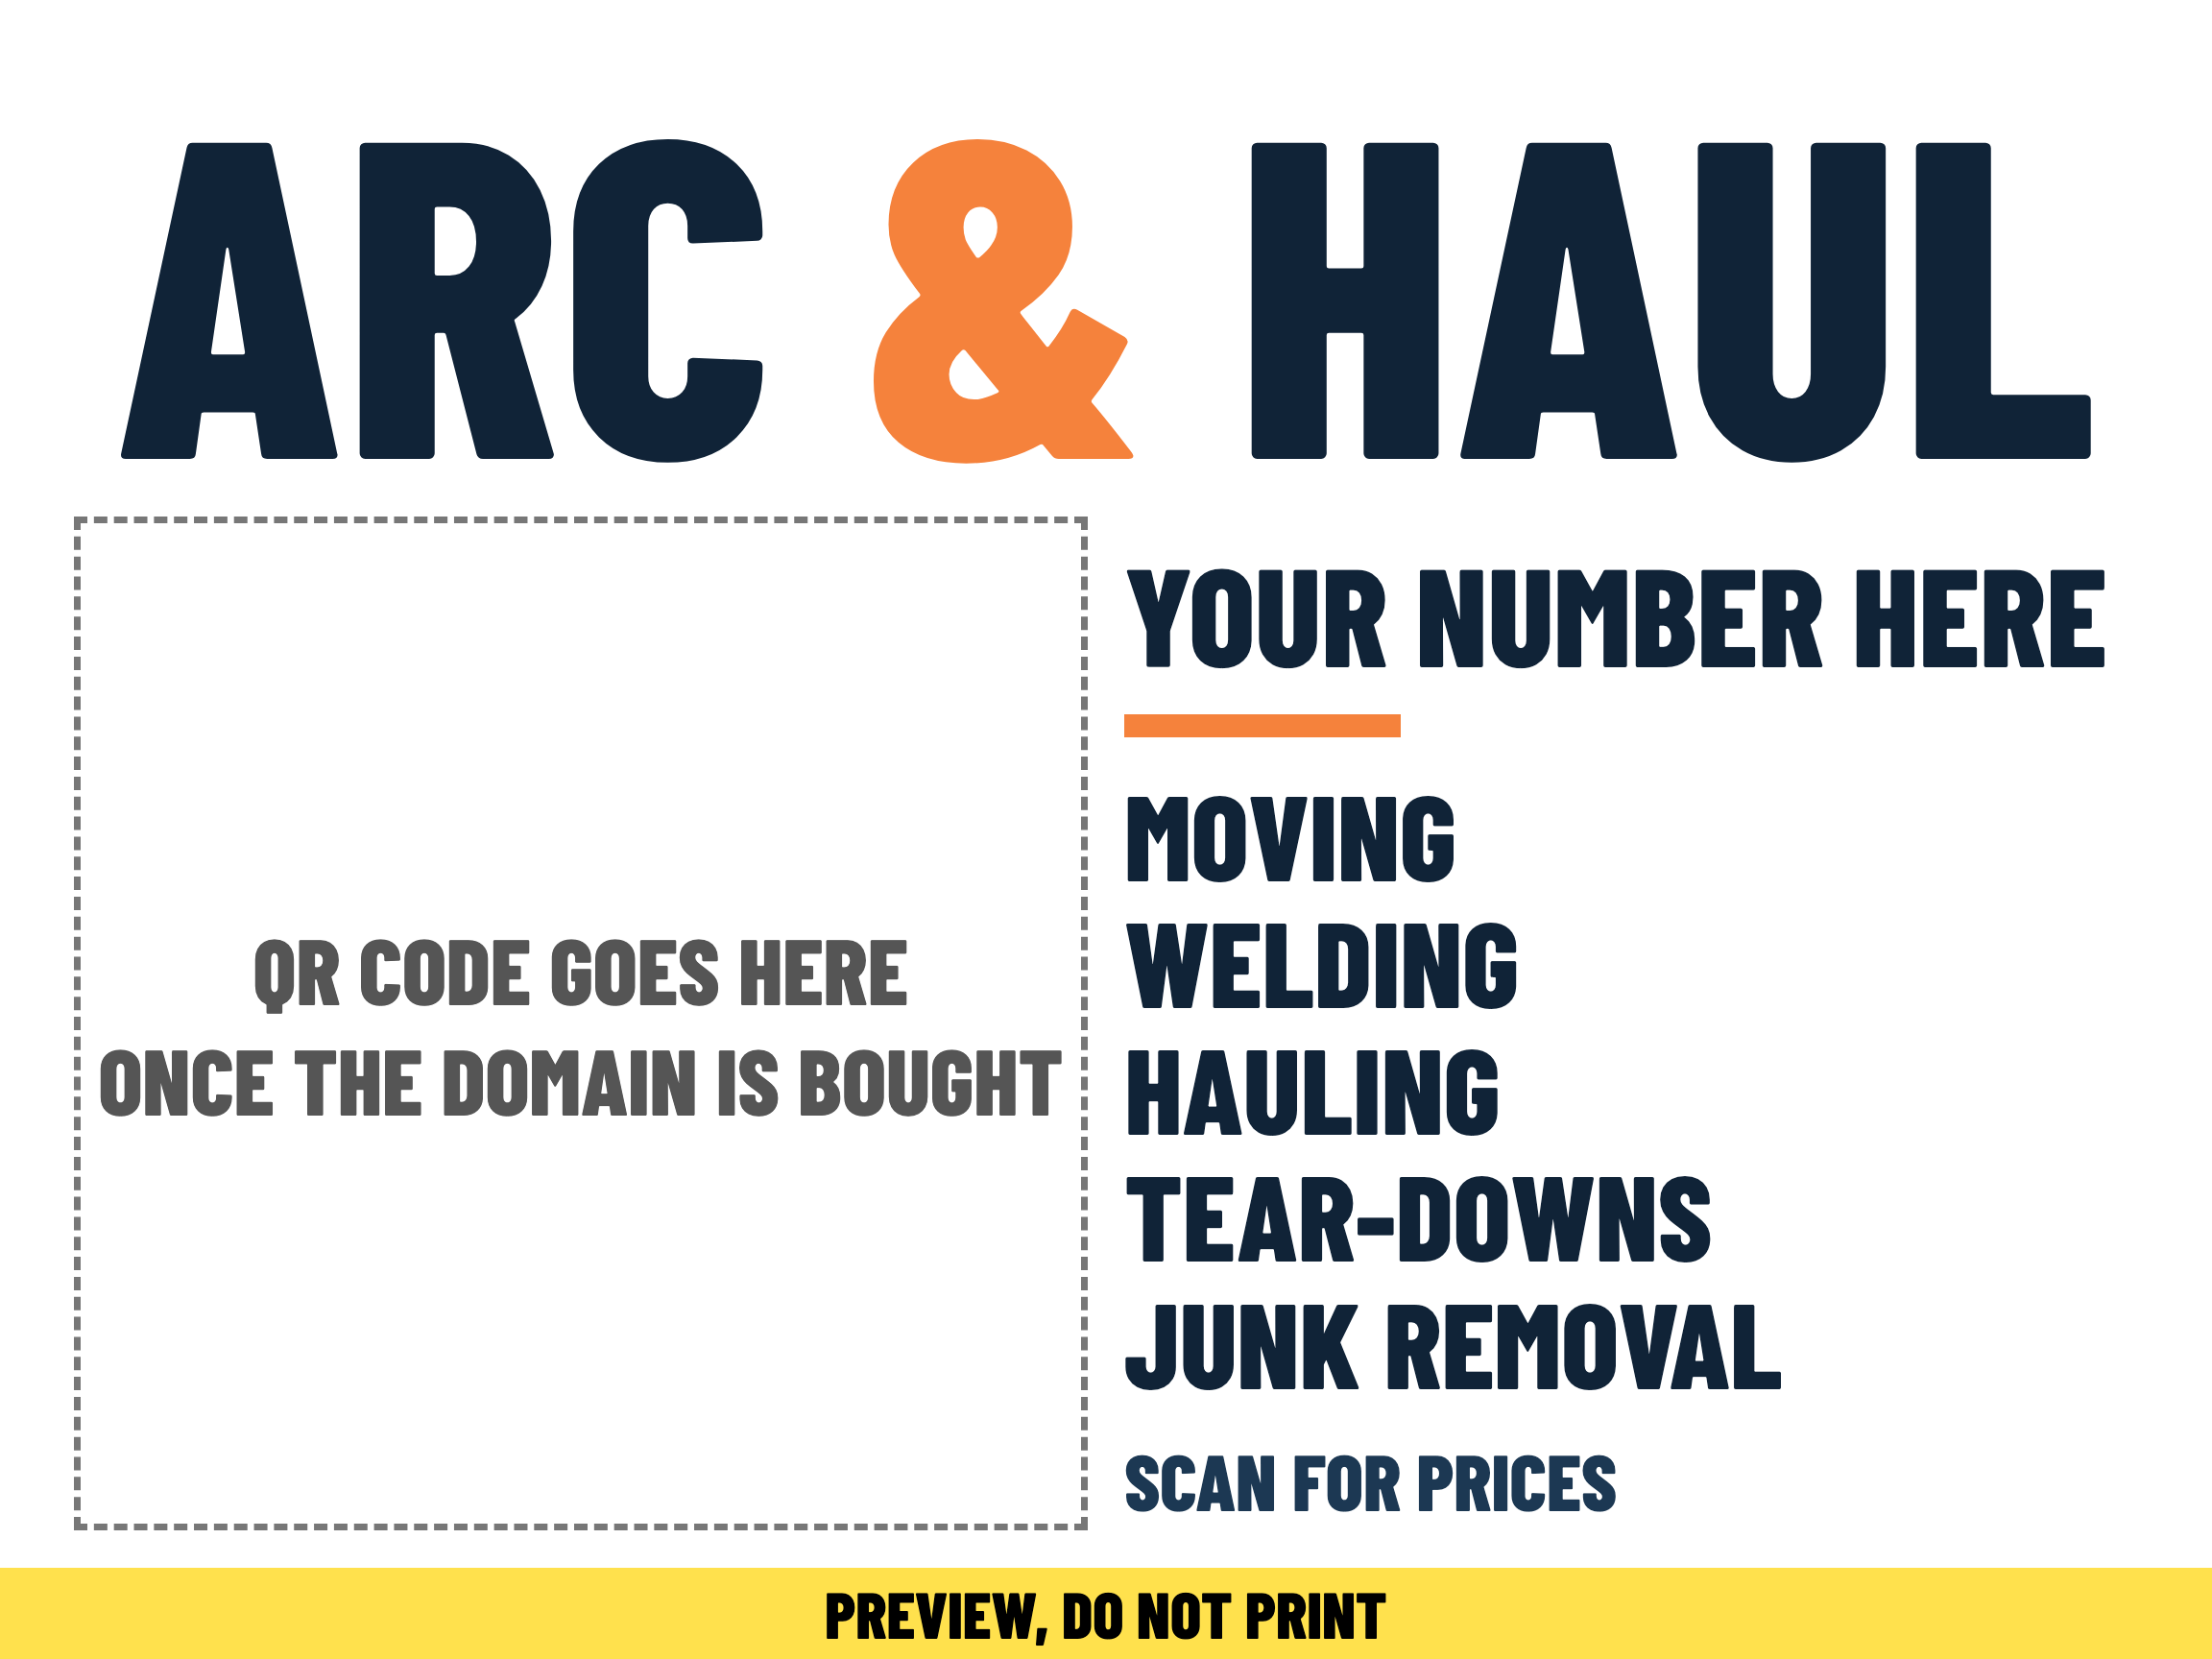 ARC & HAUL
YOUR NUMBER HERE
MOVING
WELDING
HAULING
TEAR-DOWNS
JUNK REMOVAL
SCAN FOR PRICES
QR CODE GOES HERE
ONCE THE DOMAIN IS BOUGHT
PREVIEW, DO NOT PRINT